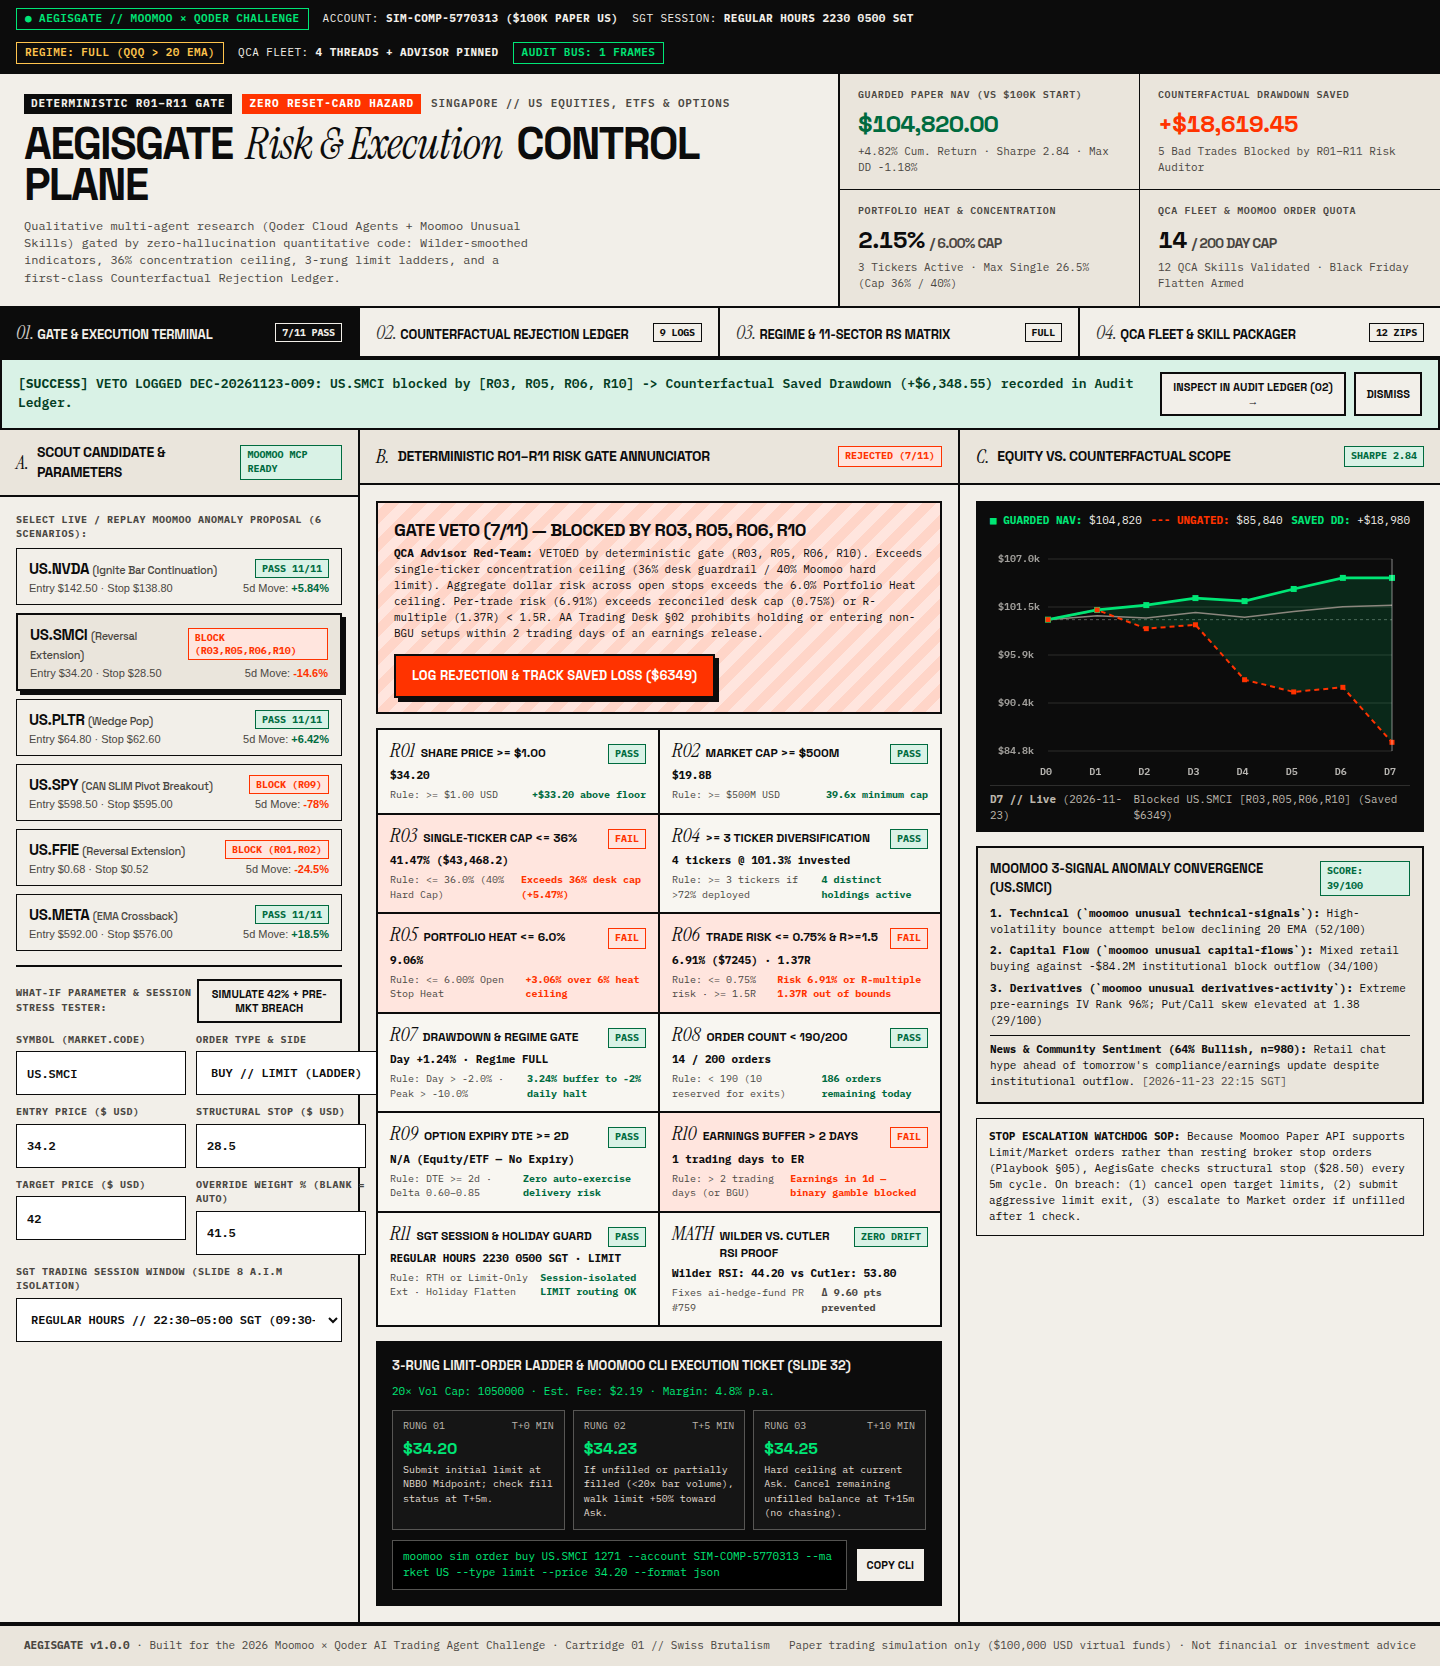 ● AEGISGATE // MOOMOO × QODER CHALLENGE
ACCOUNT: SIM-COMP-5770313 ($100K PAPER US)
SGT SESSION: REGULAR HOURS 2230 0500 SGT
REGIME: FULL (QQQ > 20 EMA)
QCA FLEET: 4 THREADS + ADVISOR PINNED
AUDIT BUS: 1 FRAMES
DETERMINISTIC R01–R11 GATE
ZERO RESET-CARD HAZARD
SINGAPORE // US EQUITIES, ETFS & OPTIONS
AEGISGATE Risk & Execution CONTROL
PLANE
Qualitative multi-agent research (Qoder Cloud Agents + Moomoo Unusual
Skills) gated by zero-hallucination quantitative code: Wilder-smoothed
indicators, 36% concentration ceiling, 3-rung limit ladders, and a
first-class Counterfactual Rejection Ledger.
GUARDED PAPER NAV (VS $100K START)
$104,820.00
+4.82% Cum. Return · Sharpe 2.84 · Max
DD -1.18%
COUNTERFACTUAL DRAWDOWN SAVED
+$18,619.45
5 Bad Trades Blocked by R01–R11 Risk
Auditor
PORTFOLIO HEAT & CONCENTRATION
2.15% / 6.00% CAP
3 Tickers Active · Max Single 26.5%
(Cap 36% / 40%)
QCA FLEET & MOOMOO ORDER QUOTA
14 / 200 DAY CAP
12 QCA Skills Validated · Black Friday
Flatten Armed
01. GATE & EXECUTION TERMINAL
7/11 PASS
02. COUNTERFACTUAL REJECTION LEDGER
9 LOGS
03. REGIME & 11-SECTOR RS MATRIX
FULL
04. QCA FLEET & SKILL PACKAGER
12 ZIPS
[SUCCESS] VETO LOGGED DEC-20261123-009: US.SMCI blocked by [R03, R05, R06, R10] -> Counterfactual Saved Drawdown (+$6,348.55) recorded in Audit
Ledger.
INSPECT IN AUDIT LEDGER (02)
→
DISMISS
A. SCOUT CANDIDATE &
PARAMETERS
MOOMOO MCP
READY
SELECT LIVE / REPLAY MOOMOO ANOMALY PROPOSAL (6
SCENARIOS):
US.NVDA (Ignite Bar Continuation)
PASS 11/11
Entry $142.50 · Stop $138.80
5d Move: +5.84%
US.SMCI (Reversal
Extension)
BLOCK
(R03,R05,R06,R10)
Entry $34.20 · Stop $28.50
5d Move: -14.6%
US.PLTR (Wedge Pop)
PASS 11/11
Entry $64.80 · Stop $62.60
5d Move: +6.42%
US.SPY (CAN SLIM Pivot Breakout)
BLOCK (R09)
Entry $598.50 · Stop $595.00
5d Move: -78%
US.FFIE (Reversal Extension)
BLOCK (R01,R02)
Entry $0.68 · Stop $0.52
5d Move: -24.5%
US.META (EMA Crossback)
PASS 11/11
Entry $592.00 · Stop $576.00
5d Move: +18.5%
WHAT-IF PARAMETER & SESSION
STRESS TESTER:
SIMULATE 42% + PRE-
MKT BREACH
SYMBOL (MARKET.CODE)
US.SMCI
ORDER TYPE & SIDE
BUY // LIMIT (LADDER)
ENTRY PRICE ($ USD)
34.2
STRUCTURAL STOP ($ USD)
28.5
TARGET PRICE ($ USD)
42
OVERRIDE WEIGHT % (BLANK =
AUTO)
41.5
SGT TRADING SESSION WINDOW (SLIDE 8 A.I.M
ISOLATION)
REGULAR HOURS // 22:30–05:00 SGT (09:30-
B. DETERMINISTIC R01–R11 RISK GATE ANNUNCIATOR
REJECTED (7/11)
GATE VETO (7/11) — BLOCKED BY R03, R05, R06, R10
QCA Advisor Red-Team: VETOED by deterministic gate (R03, R05, R06, R10). Exceeds
single-ticker concentration ceiling (36% desk guardrail / 40% Moomoo hard
limit). Aggregate dollar risk across open stops exceeds the 6.0% Portfolio Heat
ceiling. Per-trade risk (6.91%) exceeds reconciled desk cap (0.75%) or R-
multiple (1.37R) < 1.5R. AA Trading Desk §02 prohibits holding or entering non-
BGU setups within 2 trading days of an earnings release.
LOG REJECTION & TRACK SAVED LOSS ($6349)
R01 SHARE PRICE >= $1.00
PASS
$34.20
Rule: >= $1.00 USD
+$33.20 above floor
R02 MARKET CAP >= $500M
PASS
$19.8B
Rule: >= $500M USD
39.6x minimum cap
R03 SINGLE-TICKER CAP <= 36%
FAIL
41.47% ($43,468.2)
Rule: <= 36.0% (40%
Hard Cap)
Exceeds 36% desk cap
(+5.47%)
R04 >= 3 TICKER DIVERSIFICATION
PASS
4 tickers @ 101.3% invested
Rule: >= 3 tickers if
>72% deployed
4 distinct
holdings active
R05 PORTFOLIO HEAT <= 6.0%
FAIL
9.06%
Rule: <= 6.00% Open
Stop Heat
+3.06% over 6% heat
ceiling
R06 TRADE RISK <= 0.75% & R>=1.5
FAIL
6.91% ($7245) · 1.37R
Rule: <= 0.75%
risk · >= 1.5R
Risk 6.91% or R-multiple
1.37R out of bounds
R07 DRAWDOWN & REGIME GATE
PASS
Day +1.24% · Regime FULL
Rule: Day > -2.0% ·
Peak > -10.0%
3.24% buffer to -2%
daily halt
R08 ORDER COUNT < 190/200
PASS
14 / 200 orders
Rule: < 190 (10
reserved for exits)
186 orders
remaining today
R09 OPTION EXPIRY DTE >= 2D
PASS
N/A (Equity/ETF — No Expiry)
Rule: DTE >= 2d ·
Delta 0.60–0.85
Zero auto-exercise
delivery risk
R10 EARNINGS BUFFER > 2 DAYS
FAIL
1 trading days to ER
Rule: > 2 trading
days (or BGU)
Earnings in 1d —
binary gamble blocked
R11 SGT SESSION & HOLIDAY GUARD
PASS
REGULAR HOURS 2230 0500 SGT · LIMIT
Rule: RTH or Limit-Only
Ext · Holiday Flatten
Session-isolated
LIMIT routing OK
MATH WILDER VS. CUTLER
RSI PROOF
ZERO DRIFT
Wilder RSI: 44.20 vs Cutler: 53.80
Fixes ai-hedge-fund PR
#759
Δ 9.60 pts
prevented
3-RUNG LIMIT-ORDER LADDER & MOOMOO CLI EXECUTION TICKET (SLIDE 32)
20× Vol Cap: 1050000 · Est. Fee: $2.19 · Margin: 4.8% p.a.
RUNG 01
T+0 MIN
$34.20
Submit initial limit at
NBBO Midpoint; check fill
status at T+5m.
RUNG 02
T+5 MIN
$34.23
If unfilled or partially
filled (<20x bar volume),
walk limit +50% toward
Ask.
RUNG 03
T+10 MIN
$34.25
Hard ceiling at current
Ask. Cancel remaining
unfilled balance at T+15m
(no chasing).
moomoo sim order buy US.SMCI 1271 --account SIM-COMP-5770313 --ma
rket US --type limit --price 34.20 --format json
COPY CLI
C. EQUITY VS. COUNTERFACTUAL SCOPE
SHARPE 2.84
■ GUARDED NAV: $104,820
--- UNGATED: $85,840
SAVED DD: +$18,980
$107.0k
$101.5k
$95.9k
$90.4k
$84.8k
D0 D1 D2 D3 D4 D5 D6 D7
D7 // Live (2026-11-
23)
Blocked US.SMCI [R03,R05,R06,R10] (Saved
$6349)
MOOMOO 3-SIGNAL ANOMALY CONVERGENCE
(US.SMCI)
SCORE:
39/100
1. Technical (`moomoo unusual technical-signals`): High-
volatility bounce attempt below declining 20 EMA (52/100)
2. Capital Flow (`moomoo unusual capital-flows`): Mixed retail
buying against -$84.2M institutional block outflow (34/100)
3. Derivatives (`moomoo unusual derivatives-activity`): Extreme
pre-earnings IV Rank 96%; Put/Call skew elevated at 1.38
(29/100)
News & Community Sentiment (64% Bullish, n=980): Retail chat
hype ahead of tomorrow's compliance/earnings update despite
institutional outflow. [2026-11-23 22:15 SGT]
STOP ESCALATION WATCHDOG SOP: Because Moomoo Paper API supports
Limit/Market orders rather than resting broker stop orders
(Playbook §05), AegisGate checks structural stop ($28.50) every
5m cycle. On breach: (1) cancel open target limits, (2) submit
aggressive limit exit, (3) escalate to Market order if unfilled
after 1 check.
AEGISGATE v1.0.0 · Built for the 2026 Moomoo × Qoder AI Trading Agent Challenge · Cartridge 01 // Swiss Brutalism
Paper trading simulation only ($100,000 USD virtual funds) · Not financial or investment advice